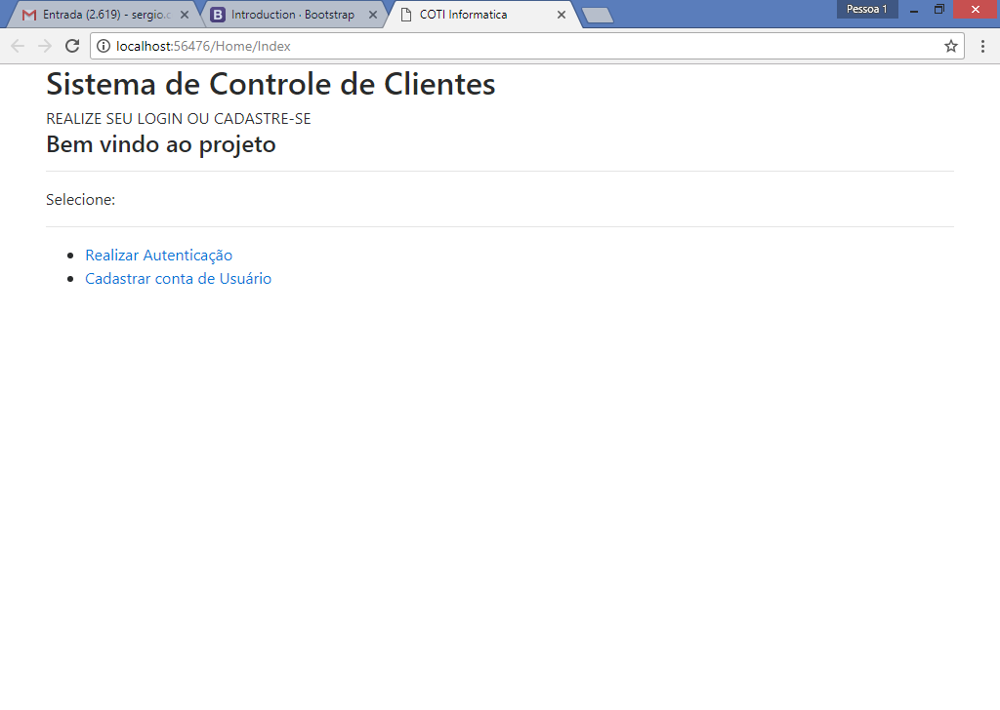 Entrada (2.619) - sergio.c
Introduction · Bootstrap
COTI Informatica
Pessoa 1
localhost:56476/Home/Index
Sistema de Controle de Clientes
REALIZE SEU LOGIN OU CADASTRE-SE
Bem vindo ao projeto
Selecione:
Realizar Autenticação
Cadastrar conta de Usuário